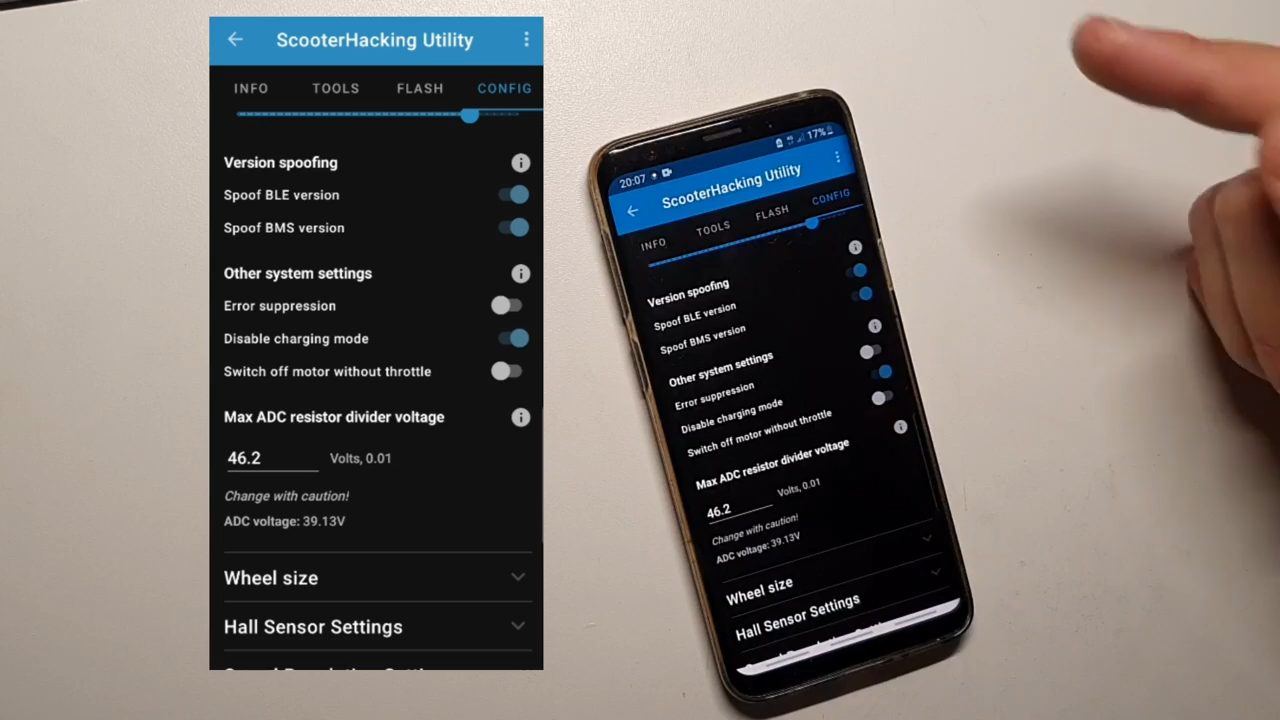 ScooterHacking Utility
INFO TOOLS FLASH CONFIG
Version spoofing
Spoof BLE version
Spoof BMS version
Other system settings
Error suppression
Disable charging mode
Switch off motor without throttle
Max ADC resistor divider voltage
46.2 Volts, 0.01
Change with caution!
ADC voltage: 39.13V
Wheel size
Hall Sensor Settings
20:07 17%
ScooterHacking Utility
INFO TOOLS FLASH CONFIG
Version spoofing
Spoof BLE version
Spoof BMS version
Other system settings
Error suppression
Disable charging mode
Switch off motor without throttle
Max ADC resistor divider voltage
46.2 Volts, 0.01
Change with caution!
ADC voltage: 39.13V
Wheel size
Hall Sensor Settings